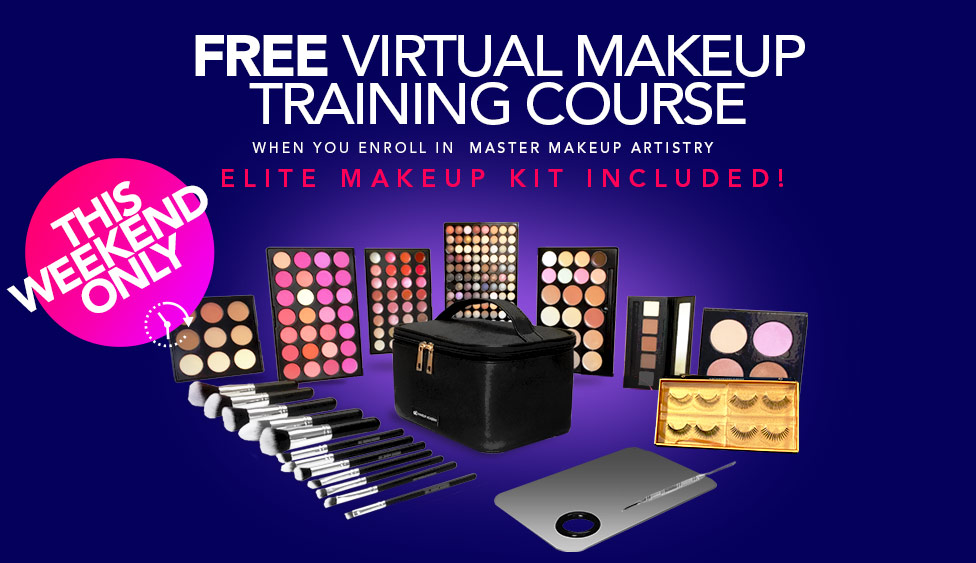 FREE VIRTUAL MAKEUP
TRAINING COURSE
WHEN YOU ENROLL IN MASTER MAKEUP ARTISTRY
ELITE MAKEUP KIT INCLUDED!
THIS
WEEKEND
ONLY